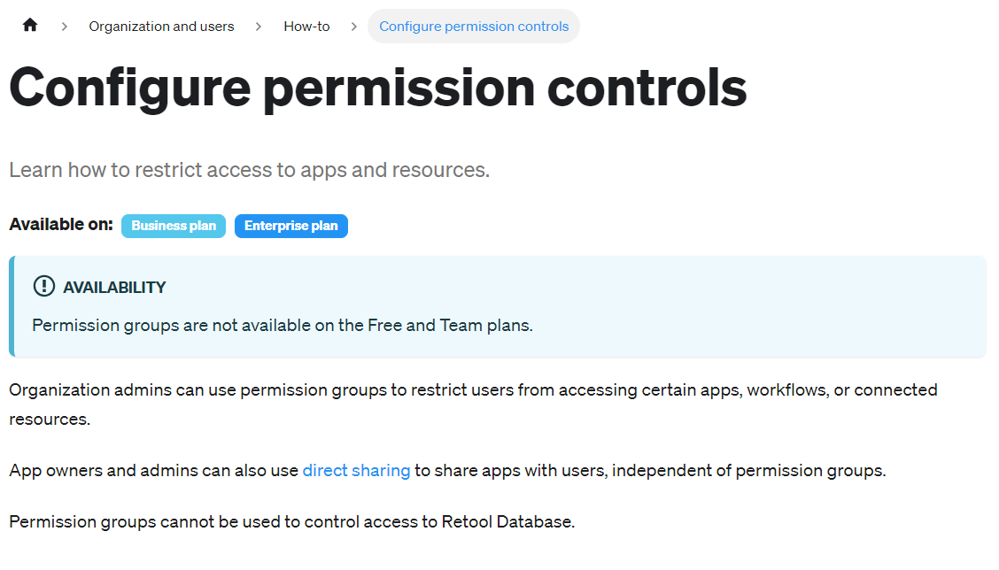 Organization and users > How-to > Configure permission controls
Configure permission controls
Learn how to restrict access to apps and resources.
Available on: Business plan Enterprise plan
AVAILABILITY
Permission groups are not available on the Free and Team plans.
Organization admins can use permission groups to restrict users from accessing certain apps, workflows, or connected
resources.
App owners and admins can also use direct sharing to share apps with users, independent of permission groups.
Permission groups cannot be used to control access to Retool Database.